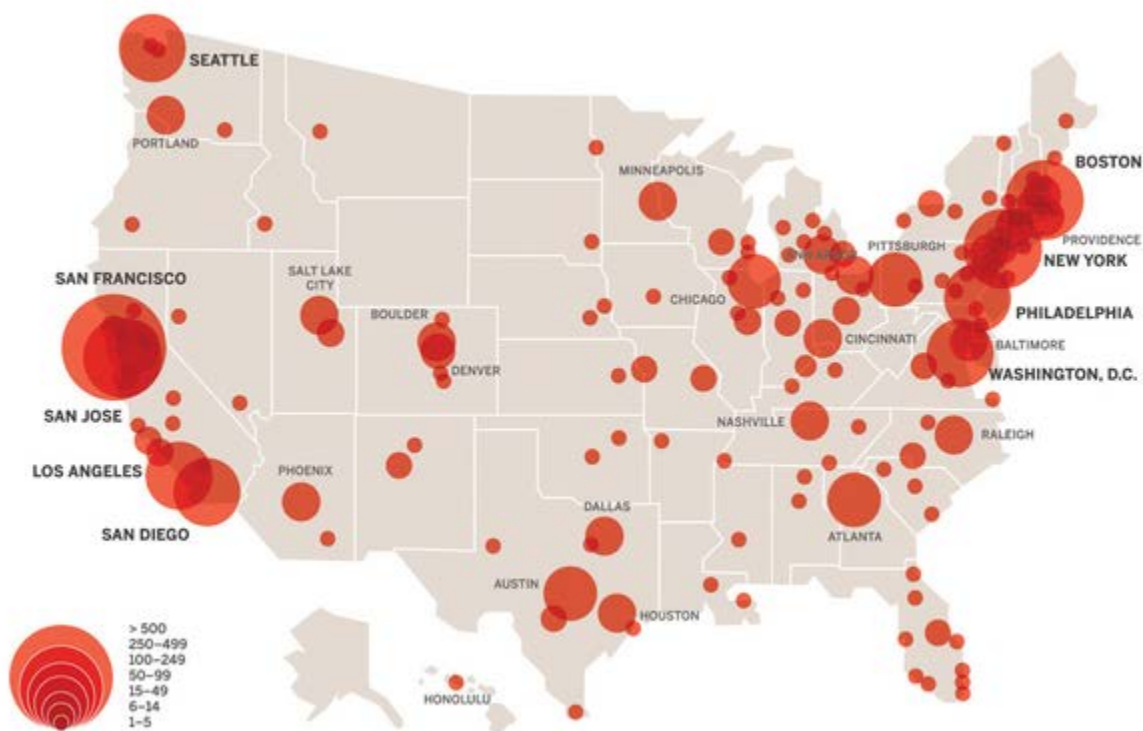 SEATTLE
PORTLAND
MINNEAPOLIS
BOSTON
PROVIDENCE
PITTSBURGH
NEW YORK
SAN FRANCISCO
SALT LAKE
CITY
BOULDER
CHICAGO
PHILADELPHIA
CINCINNATI
BALTIMORE
DENVER
WASHINGTON, D.C.
SAN JOSE
NASHVILLE
RALEIGH
LOS ANGELES
PHOENIX
DALLAS
SAN DIEGO
ATLANTA
AUSTIN
HOUSTON
HONOLULU
> 500
250–499
100–249
50–99
15–49
6–14
1–5